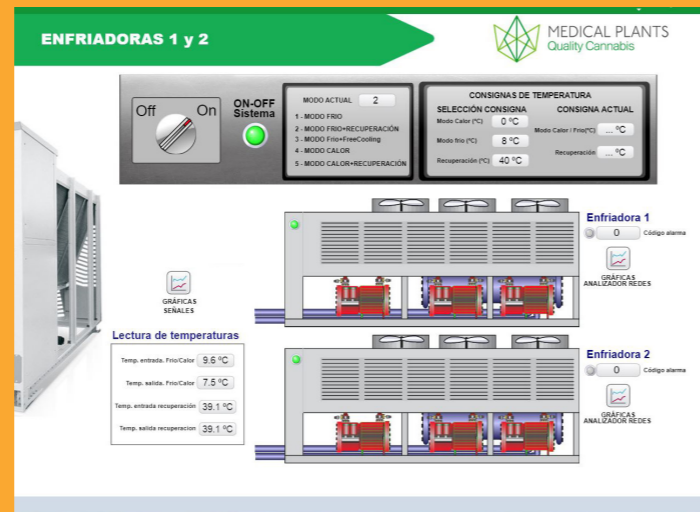 ENFRIADORAS 1 y 2
MEDICAL PLANTS
Quality Cannabis
Off
On
ON-OFF
Sistema
MODO ACTUAL 2
1 - MODO FRIO
2 - MODO FRIO+RECUPERACIÓN
3 - MODO Frio+FreeCooling
4 - MODO CALOR
5 - MODO CALOR+RECUPERACIÓN
CONSIGNAS DE TEMPERATURA
SELECCIÓN CONSIGNA
Modo Calor (ºC) 0 ºC
Modo frio (ºC) 8 ºC
Recuperación (ºC) 40 ºC
CONSIGNA ACTUAL
Modo Calor / Frio(ºC) ... ºC
Recuperación ... ºC
Enfriadora 1
0 Código alarma
GRÁFICAS
ANALIZADOR REDES
GRÁFICAS
SEÑALES
Lectura de temperaturas
Temp. entrada. Frio/Calor 9.6 ºC
Temp. salida. Frio/Calor 7.5 ºC
Temp. entrada recuperación 39.1 ºC
Temp. salida recuperacion 39.1 ºC
Enfriadora 2
0 Código alarma
GRÁFICAS
ANALIZADOR REDES